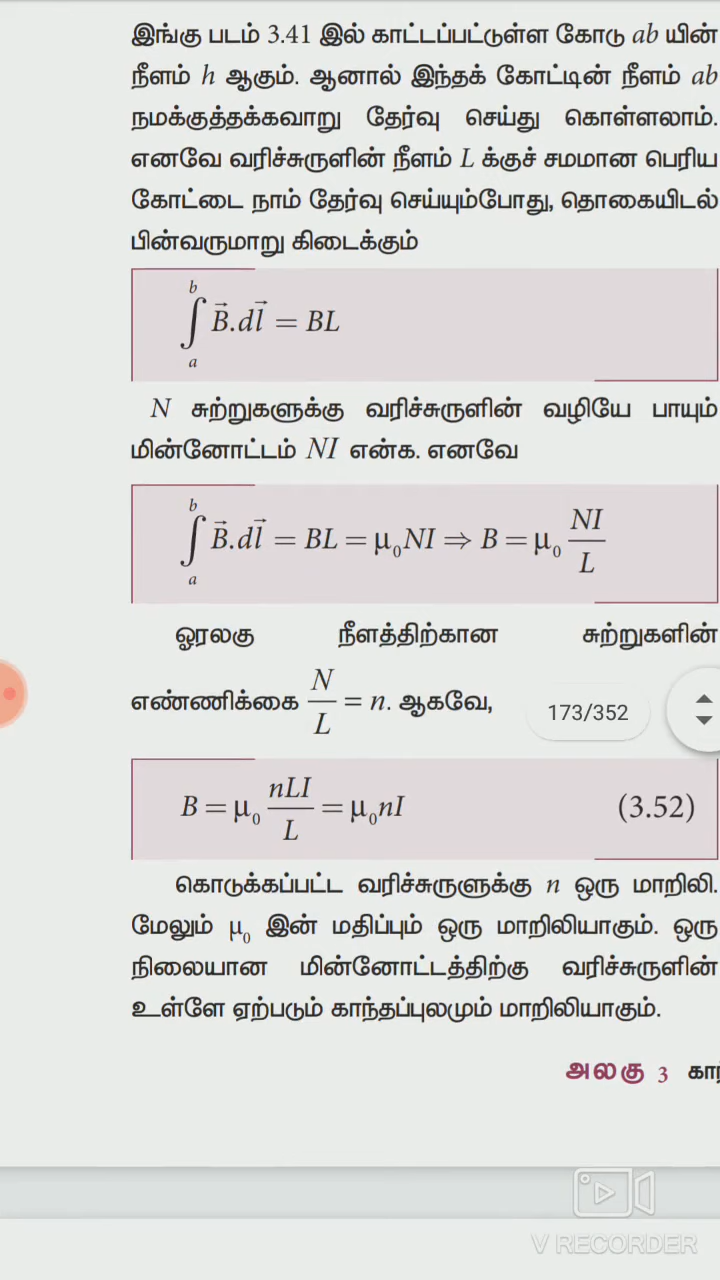 இங்கு படம் 3.41 இல் காட்டப்பட்டுள்ள கோடு ab யின்
நீளம் h ஆகும். ஆனால் இந்தக் கோட்டின் நீளம் ab
நமக்குத்தக்கவாறு தேர்வு செய்து கொள்ளலாம்.
எனவே வரிச்சுருளின் நீளம் L க்குச் சமமான பெரிய
கோட்டை நாம் தேர்வு செய்யும்போது, தொகையிடல்
பின்வருமாறு கிடைக்கும்
∫ₐᵇ B⃗.dl⃗ = BL
N சுற்றுகளுக்கு வரிச்சுருளின் வழியே பாயும்
மின்னோட்டம் NI என்க. எனவே
∫ₐᵇ B⃗.dl⃗ = BL = μ₀NI ⇒ B = μ₀ NI/L
ஓரலகு நீளத்திற்கான சுற்றுகளின்
எண்ணிக்கை N/L = n. ஆகவே,
173/352
B = μ₀ nLI/L = μ₀nI (3.52)
கொடுக்கப்பட்ட வரிச்சுருளுக்கு n ஒரு மாறிலி.
மேலும் μ₀ இன் மதிப்பும் ஒரு மாறிலியாகும். ஒரு
நிலையான மின்னோட்டத்திற்கு வரிச்சுருளின்
உள்ளே ஏற்படும் காந்தப்புலமும் மாறிலியாகும்.
அலகு 3
V RECORDER